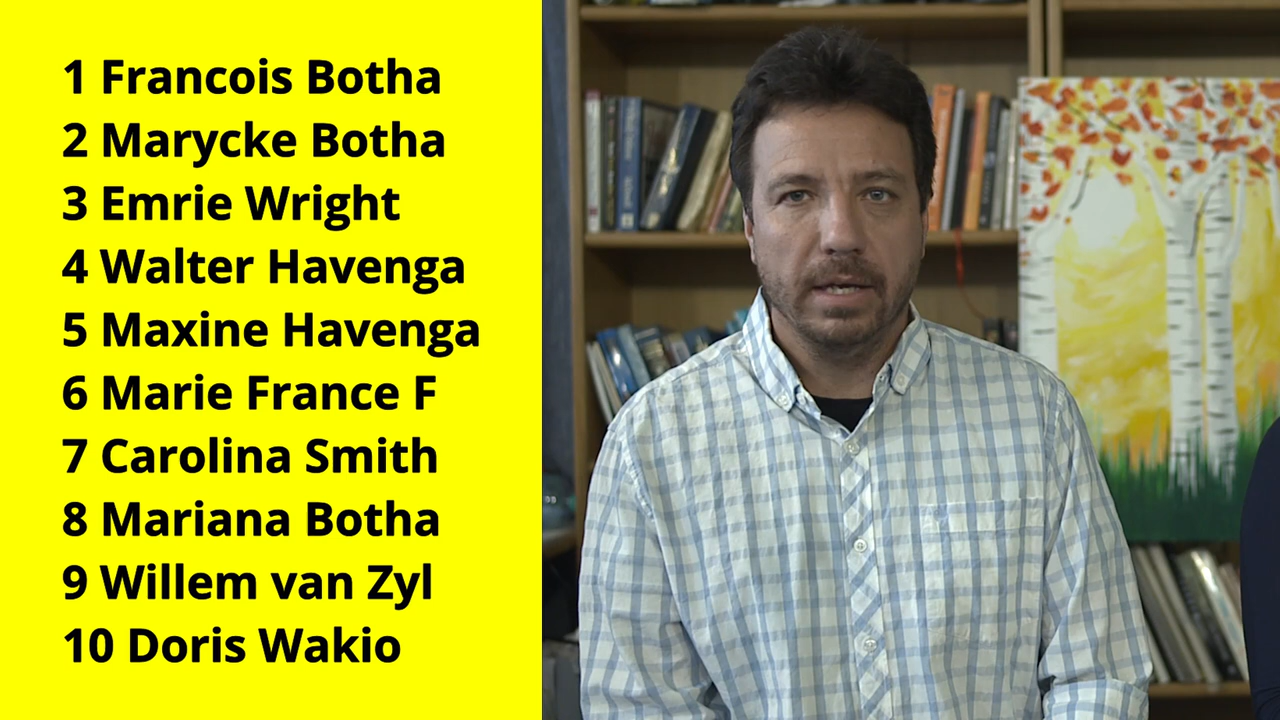 1 Francois Botha
2 Marycke Botha
3 Emrie Wright
4 Walter Havenga
5 Maxine Havenga
6 Marie France F
7 Carolina Smith
8 Mariana Botha
9 Willem van Zyl
10 Doris Wakio